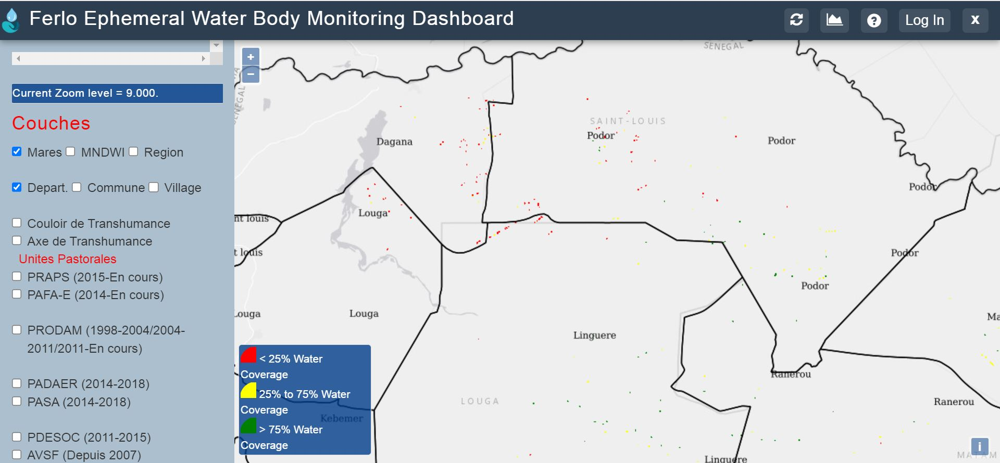 Ferlo Ephemeral Water Body Monitoring Dashboard
Log In
X
Current Zoom level = 9.000.
Couches
Mares MNDWI Region
Depart. Commune Village
Couloir de Transhumance
Axe de Transhumance
Unites Pastorales
PRAPS (2015-En cours)
PAFA-E (2014-En cours)
PRODAM (1998-2004/2004-
2011/2011-En cours)
PADAER (2014-2018)
PASA (2014-2018)
PDESOC (2011-2015)
AVSF (Depuis 2007)
+
−
SENEGAL
SENEGAL
SAINT-LOUIS
Dagana
Podor
Podor
Podor
Louga
nt louis
t louis
Podor
Podor
Louga
Louga
Linguere
Ma
Ranerou
LOUGA
Ranerou
Kebemer
Linguere
MATAM
< 25% Water
Coverage
25% to 75% Water
Coverage
> 75% Water
Coverage
i